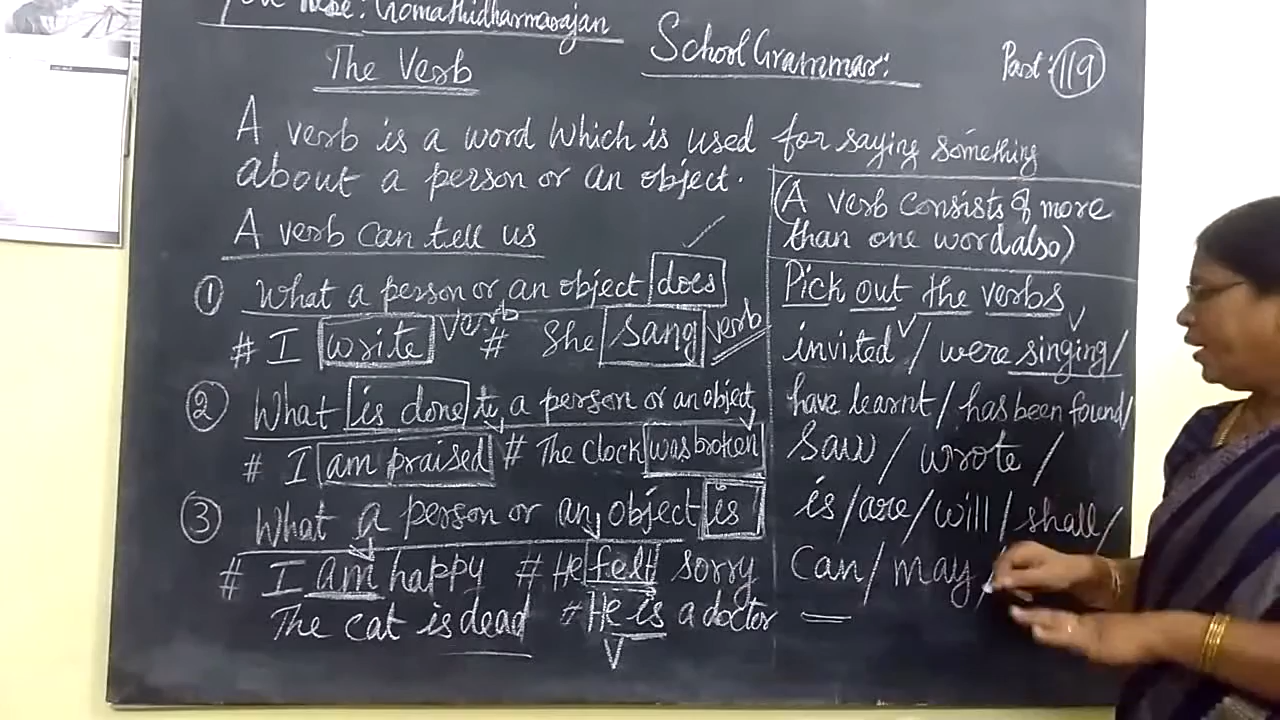 Tube: Gomathidharmarajan
School Grammar:
Part: 119
The Verb
A verb is a word which is used for saying something
about a person or an object.
(A verb consists of more
than one word also)
A verb can tell us
① What a person or an object does
# I write verb # She sang verb
② What is done to a person or an object
# I am praised # The clock was broken
③ What a person or an object is
# I am happy # He felt sorry
The cat is dead # He is a doctor
Pick out the verbs
invited / were singing /
have learnt / has been found /
Saw / wrote /
is / are / will / shall /
Can / may /